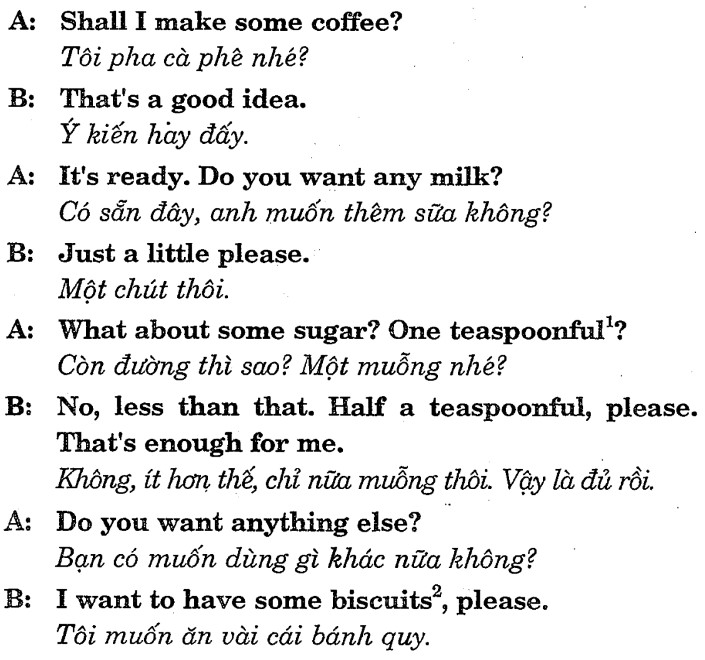 A: Shall I make some coffee?
Tôi pha cà phê nhé?
B: That's a good idea.
Ý kiến hay đấy.
A: It's ready. Do you want any milk?
Có sẵn đây, anh muốn thêm sữa không?
B: Just a little please.
Một chút thôi.
A: What about some sugar? One teaspoonful¹?
Còn đường thì sao? Một muỗng nhé?
B: No, less than that. Half a teaspoonful, please.
That's enough for me.
Không, ít hơn thế, chỉ nữa muỗng thôi. Vậy là đủ rồi.
A: Do you want anything else?
Bạn có muốn dùng gì khác nữa không?
B: I want to have some biscuits², please.
Tôi muốn ăn vài cái bánh quy.